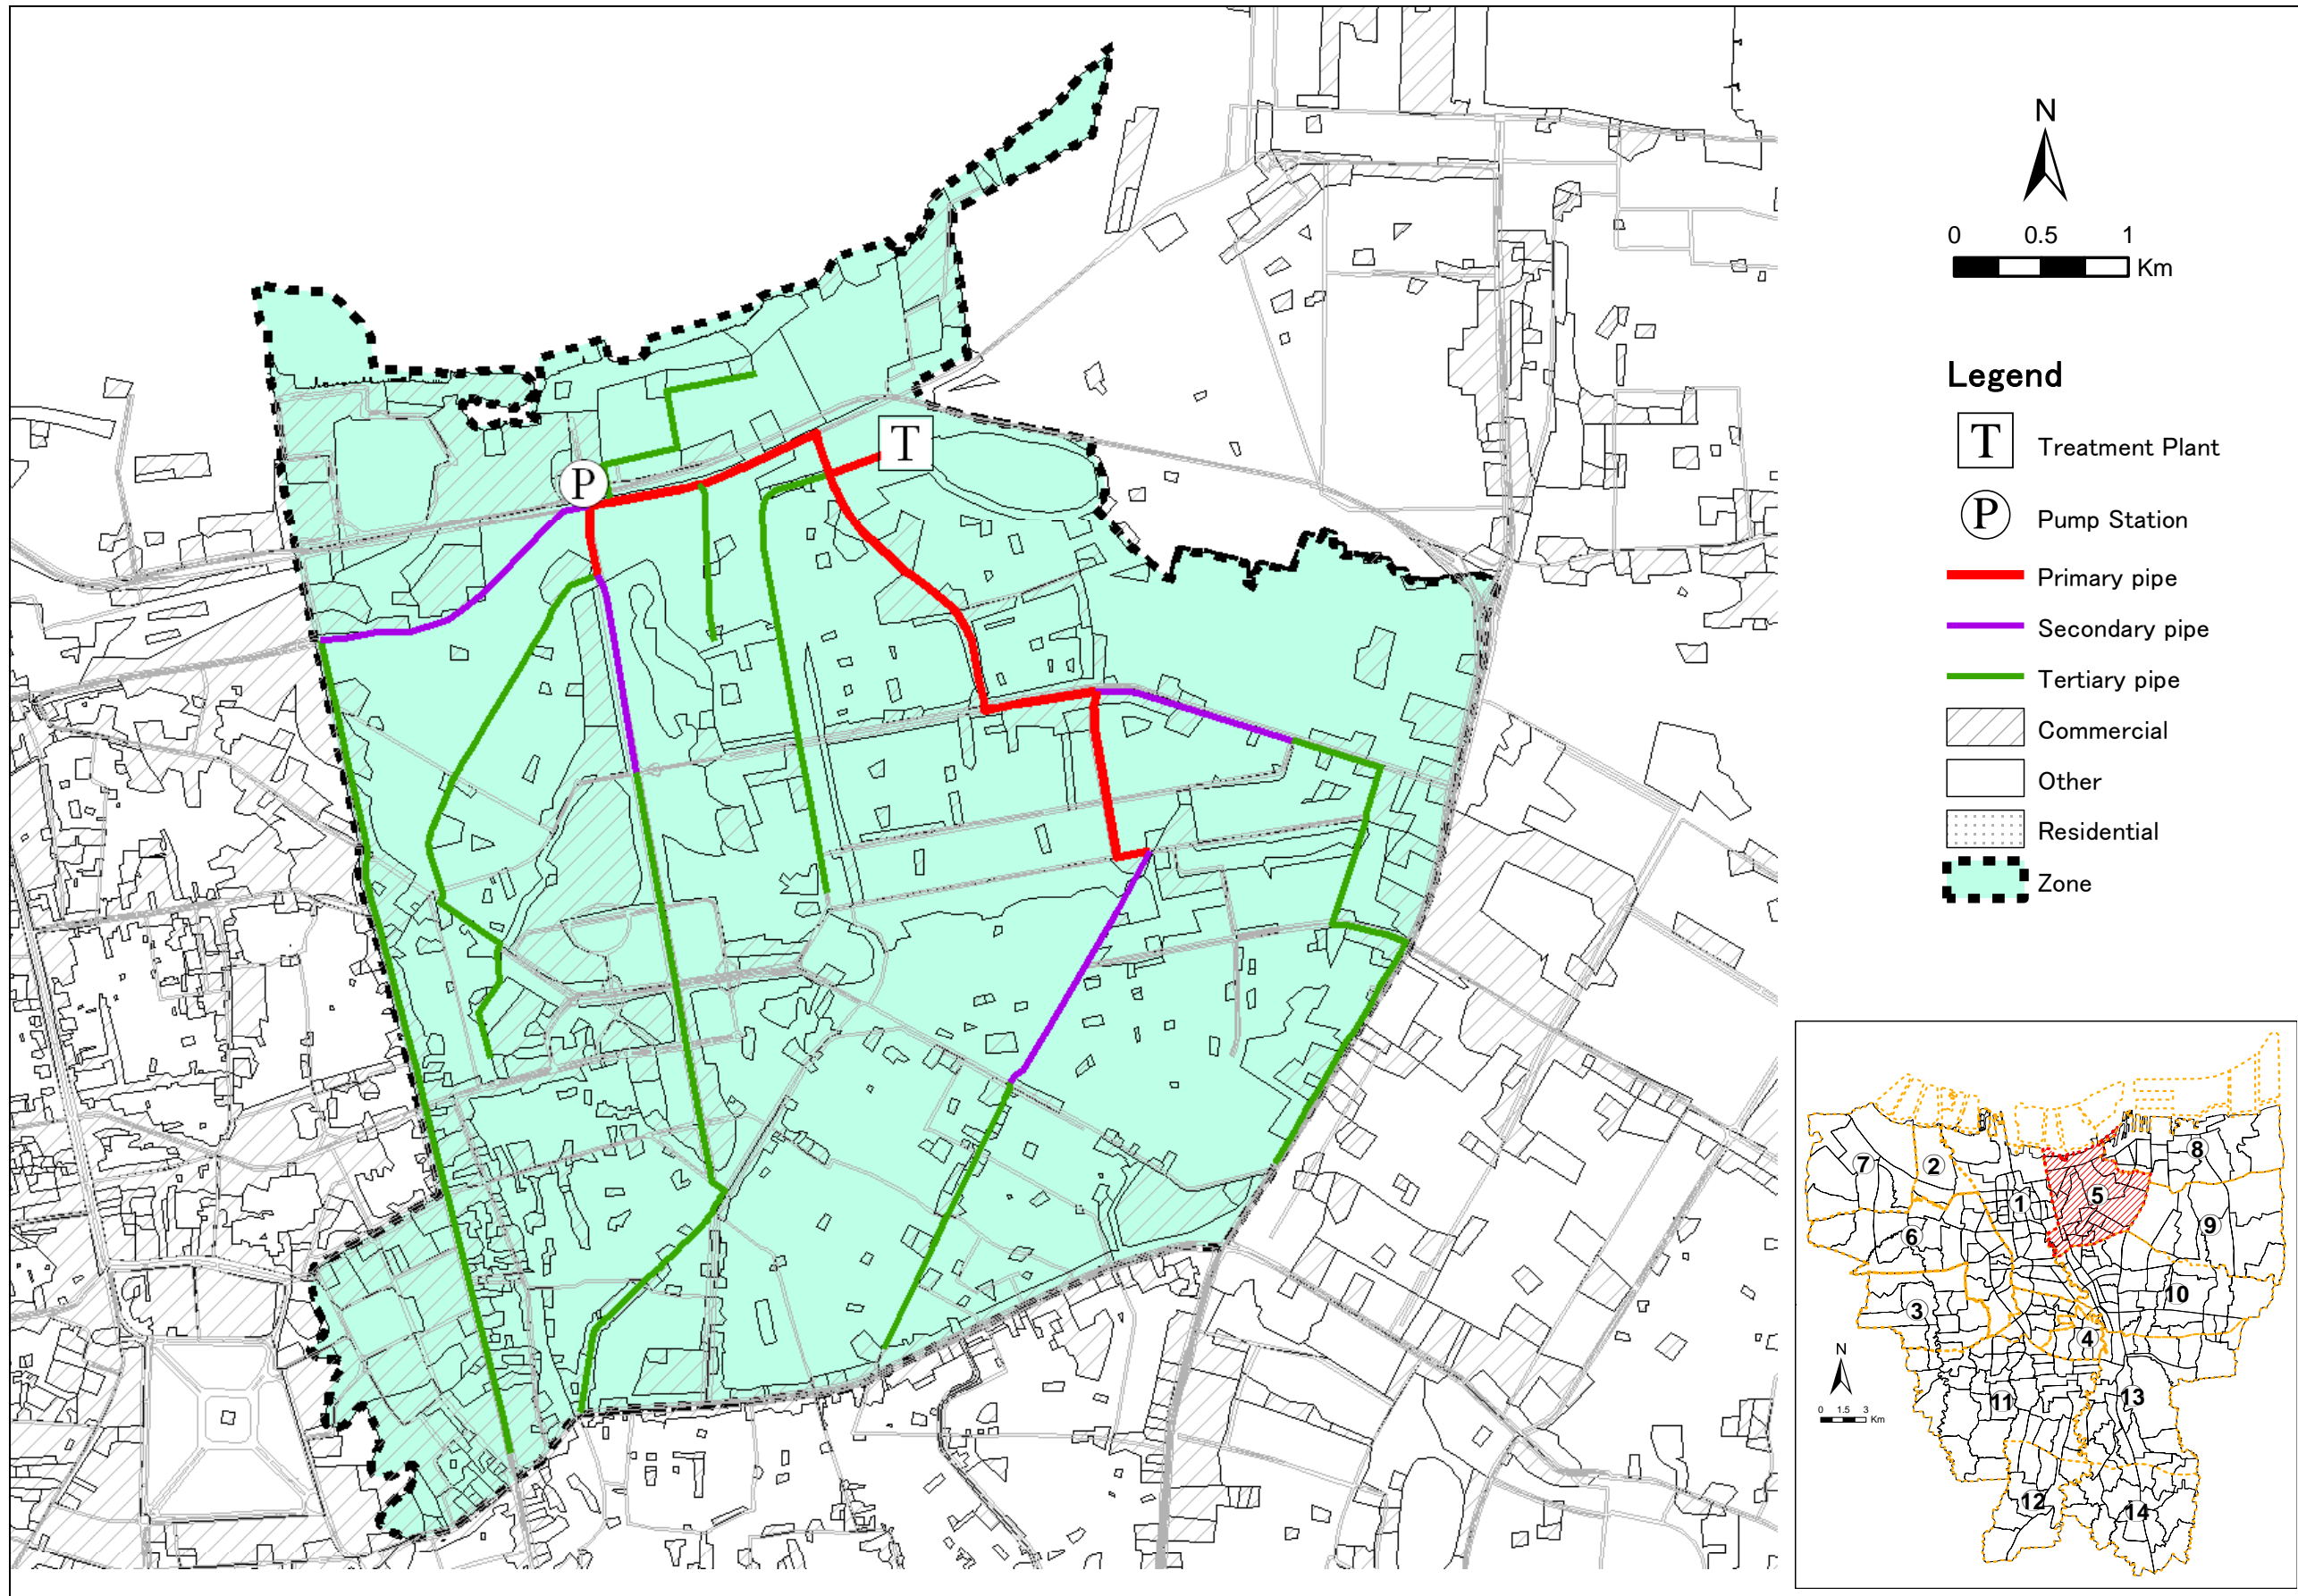 N
0 0.5 1
Km
Legend
T Treatment Plant
P Pump Station
Primary pipe
Secondary pipe
Tertiary pipe
Commercial
Other
Residential
Zone
T
P
7
2
1
5
8
9
6
3
10
4
11
13
12
14
N
0 1.5 3
Km